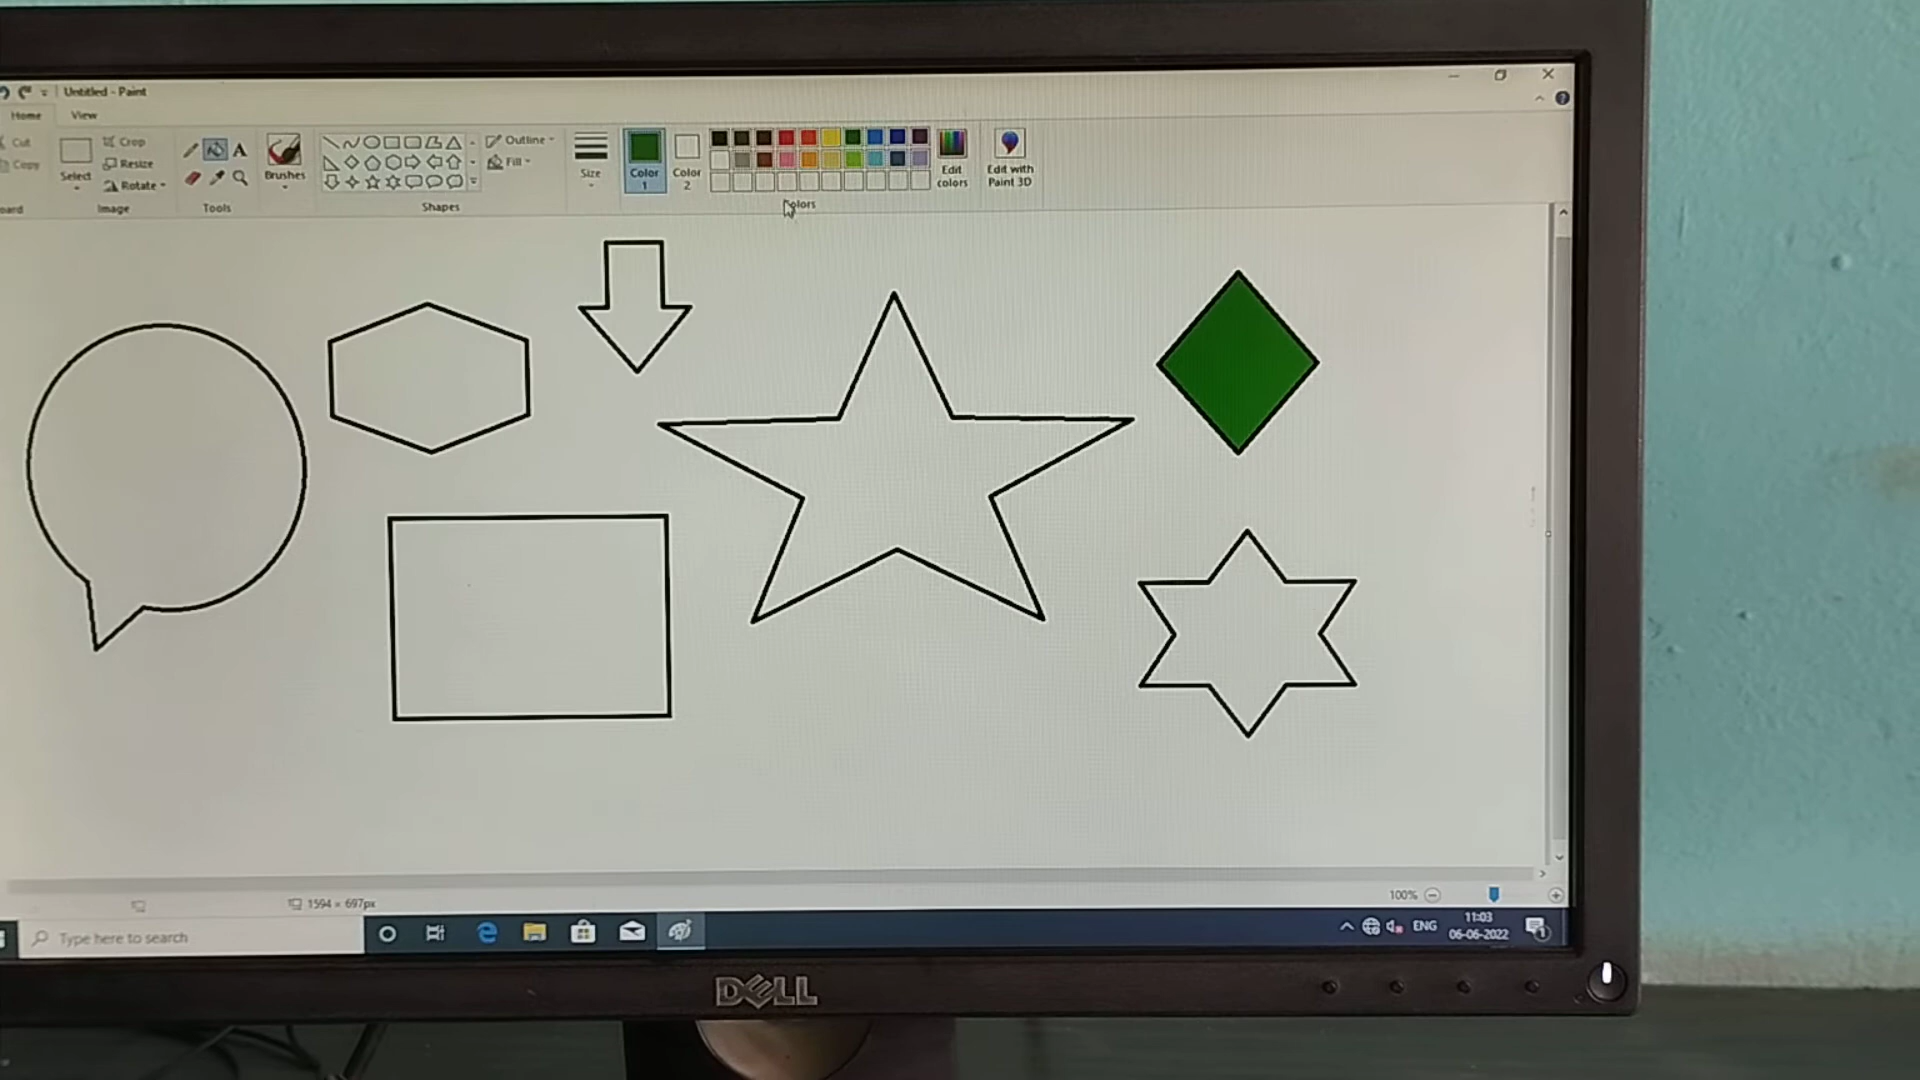 Untitled - Paint
Home View
Cut
Copy
Select
Crop
Resize
Rotate
Image
A
Tools
Brushes
Shapes
Outline
Fill
Size
Color 1
Color 2
Edit colors
Edit with Paint 3D
100%
1594 × 697px
Type here to search
ENG
11:03
06-06-2022
1
DELL